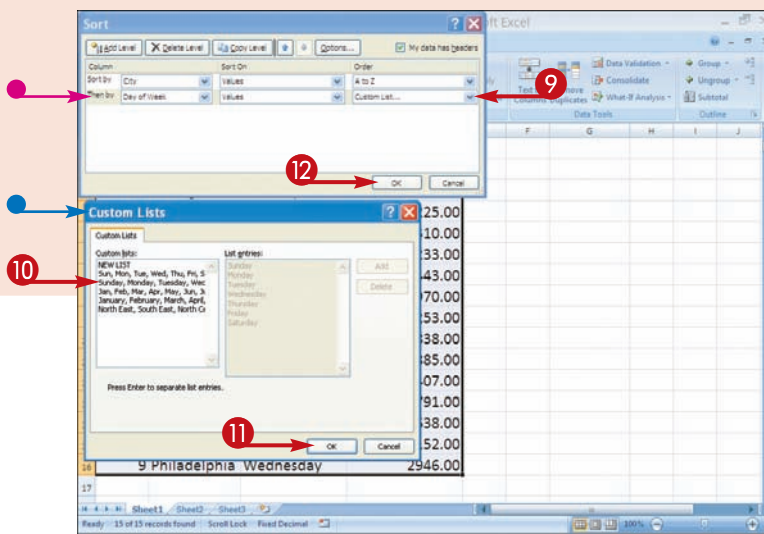 Sort
ft Excel
Add Level Delete Level Copy Level Options... My data has headers
Column Sort On Order
Sort by City Values A to Z
Then by Day of Week Values Custom List...
9
12
OK Cancel
Data Validation
Consolidate
What-If Analysis
Data Tools
Group
Ungroup
Subtotal
Outline
F G H I J
Custom Lists
Custom Lists
Custom lists:
NEW LIST
Sun, Mon, Tue, Wed, Thu, Fri, S
Sunday, Monday, Tuesday, Wec
Jan, Feb, Mar, Apr, May, Jun, Ju
January, February, March, April,
North East, South East, North Ce
10
List entries:
Sunday
Monday
Tuesday
Wednesday
Thursday
Friday
Saturday
Add
Delete
Press Enter to separate list entries.
11
OK Cancel
25.00
10.00
33.00
43.00
70.00
53.00
38.00
85.00
07.00
91.00
38.00
52.00
16 9 Philadelphia Wednesday 2946.00
17
Sheet1 Sheet2 Sheet3
Ready 15 of 15 records found Scroll Lock Fixed Decimal 100%